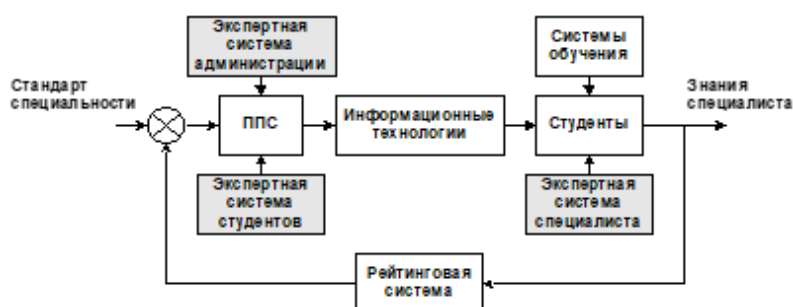 Экспертная
система
администрации
Системы
обучения
Стандарт
специальности
Знания
специалиста
ППС
Информационные
технологии
Студенты
Экспертная
система
студентов
Экспертная
система
специалиста
Рейтинговая
система